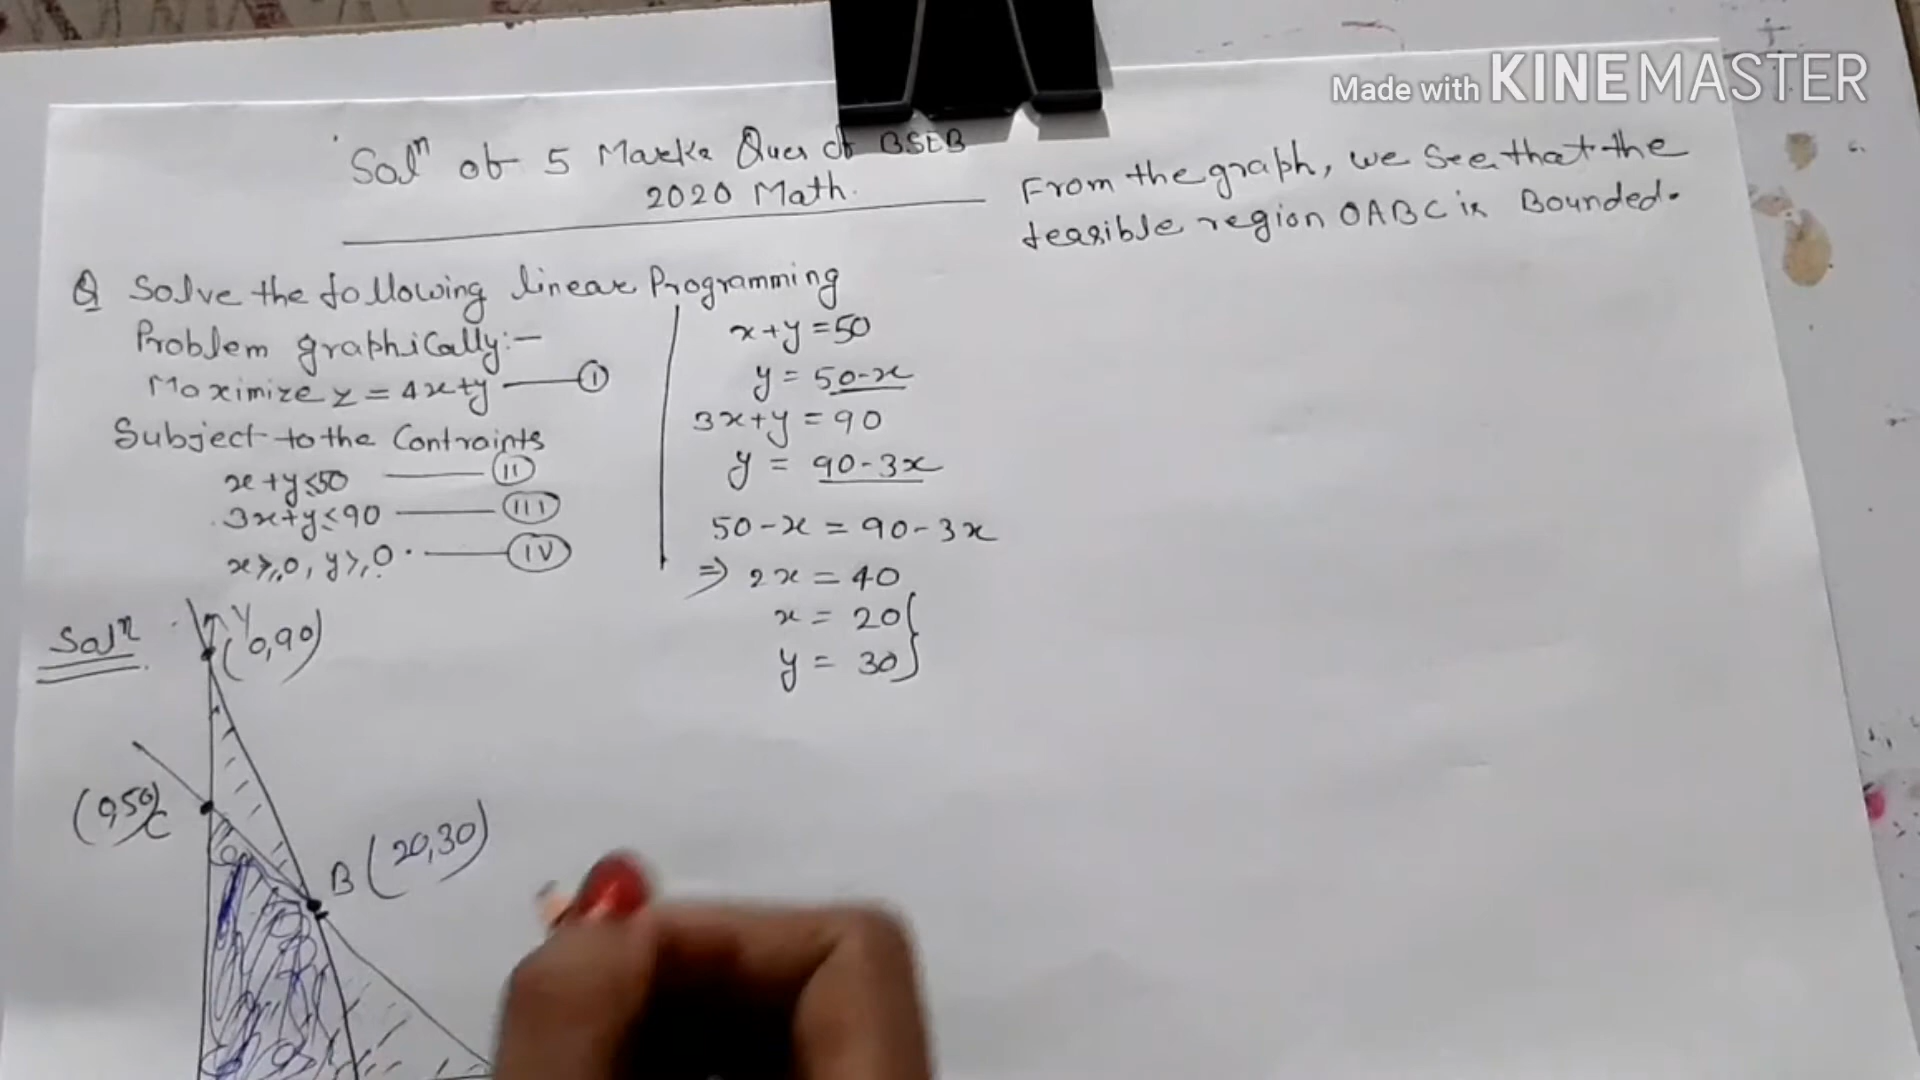 Made with KINEMASTER
Solⁿ of 5 Marks Ques of BSEB
2020 Math.
Q Solve the following linear Programming
Problem graphically:-
Maximize z = 4x+y — I
Subject to the Contraints
x+y≤50 — II
3x+y≤90 — III
x≥0, y≥0. — IV
x+y=50
y = 50-x
3x+y = 90
y = 90-3x
50-x = 90-3x
⇒ 2x = 40
x = 20
y = 30
Solⁿ
Y
(0,90)
(0,50) C
B (20,30)
From the graph, we see that the
feasible region OABC is Bounded.